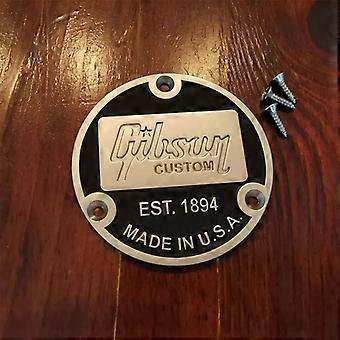 Gibson
CUSTOM
EST. 1894
MADE IN U.S.A.